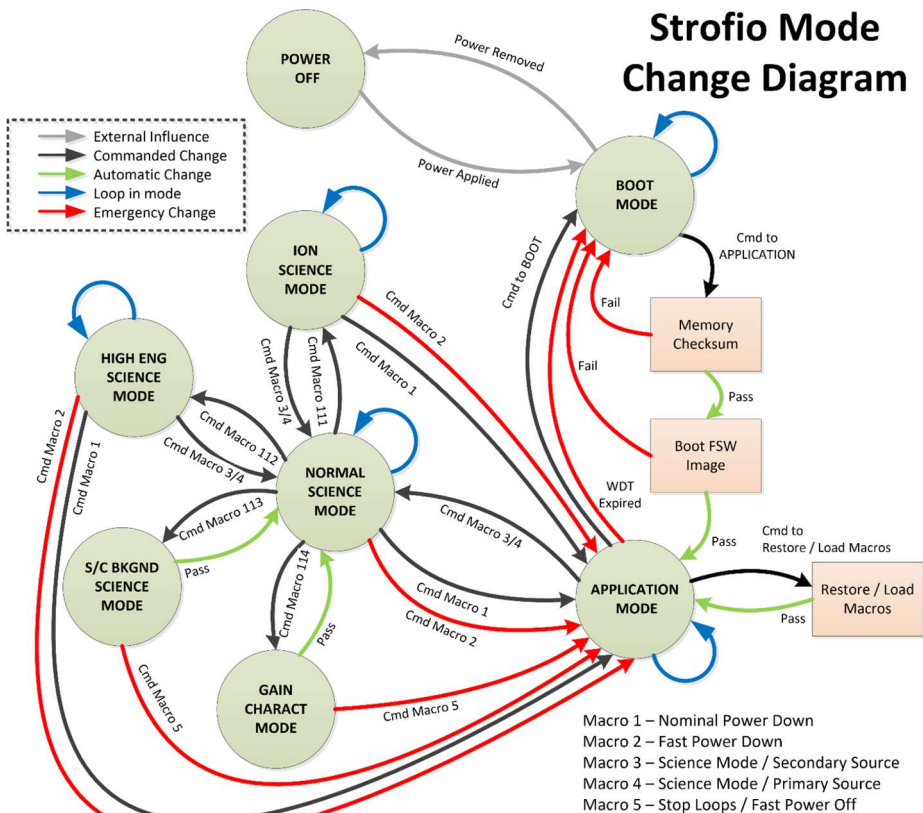 Strofio Mode
Change Diagram
POWER
OFF
Power Removed
Power Applied
External Influence
Commanded Change
Automatic Change
Loop in mode
Emergency Change
BOOT
MODE
ION
SCIENCE
MODE
Cmd to BOOT
Cmd to
APPLICATION
Fail
Memory
Checksum
Cmd Macro 2
Cmd Macro 1
HIGH ENG
SCIENCE
MODE
Cmd Macro 3/4
Cmd Macro 111
Fail
Pass
Cmd Macro 2
Cmd Macro 1
Cmd Macro 112
Cmd Macro 3/4
Boot FSW
Image
NORMAL
SCIENCE
MODE
WDT
Expired
Cmd Macro 113
Cmd Macro 3/4
Pass
Cmd to
Restore / Load Macros
S/C BKGND
SCIENCE
MODE
Pass
Cmd Macro 114
Pass
Cmd Macro 1
Cmd Macro 2
APPLICATION
MODE
Pass
Restore / Load
Macros
Cmd Macro 5
GAIN
CHARACT
MODE
Cmd Macro 5
Macro 1 – Nominal Power Down
Macro 2 – Fast Power Down
Macro 3 – Science Mode / Secondary Source
Macro 4 – Science Mode / Primary Source
Macro 5 – Stop Loops / Fast Power Off